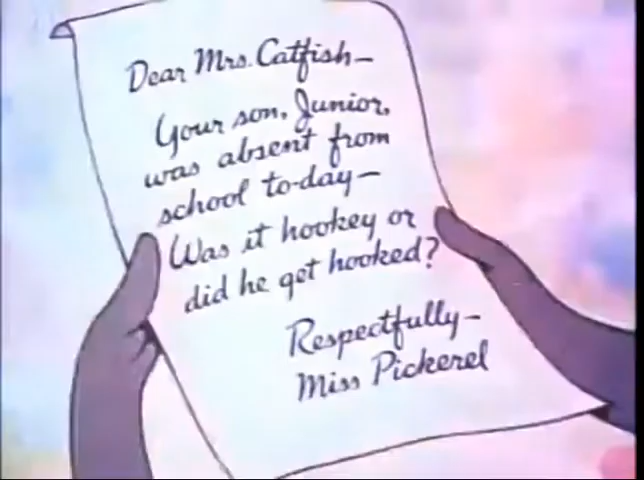 Dear Mrs. Catfish—
Your son, Junior,
was absent from
school to-day—
Was it hookey or
did he get hooked?
Respectfully—
Miss Pickerel